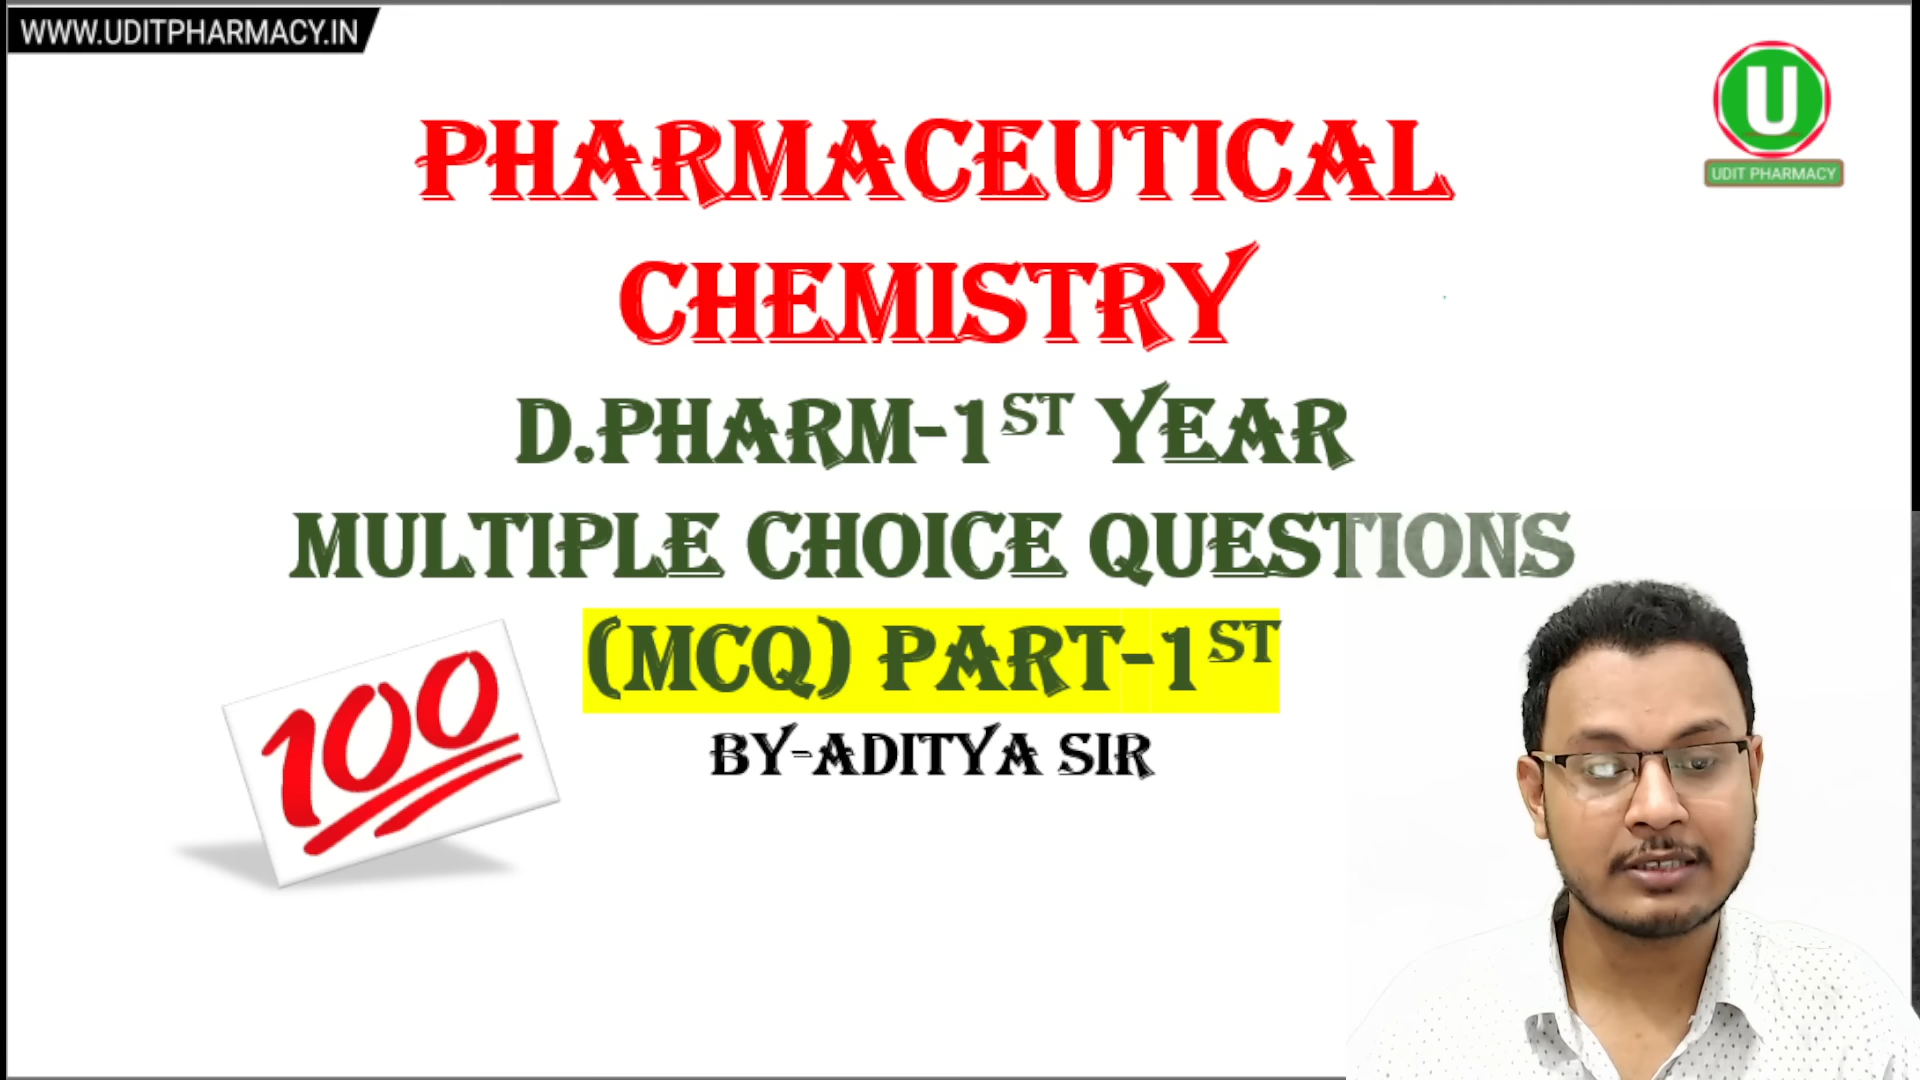 WWW.UDITPHARMACY.IN
U
UDIT PHARMACY
PHARMACEUTICAL
CHEMISTRY
D.PHARM-1ST YEAR
MULTIPLE CHOICE QUESTIONS
(MCQ) PART-1ST
BY-ADITYA SIR
100